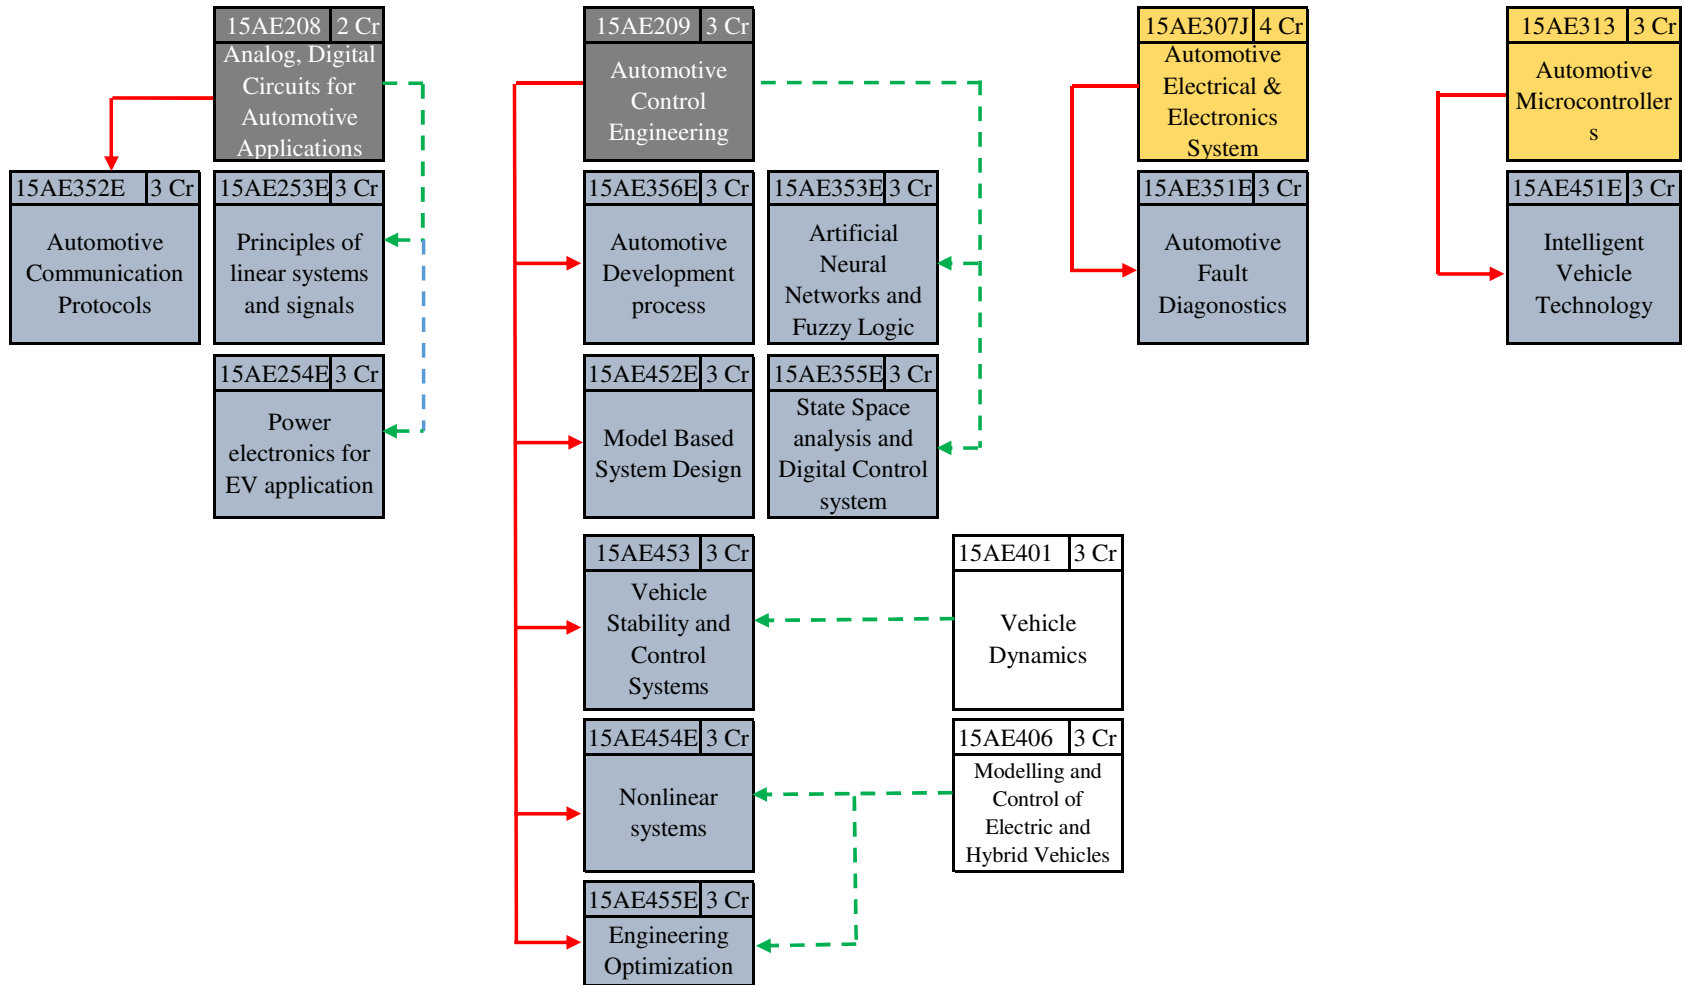 15AE208 2 Cr
Analog, Digital
Circuits for
Automotive
Applications
15AE209 3 Cr
Automotive
Control
Engineering
15AE307J 4 Cr
Automotive
Electrical &
Electronics
System
15AE313 3 Cr
Automotive
Microcontroller
s
15AE352E 3 Cr
Automotive
Communication
Protocols
15AE253E 3 Cr
Principles of
linear systems
and signals
15AE356E 3 Cr
Automotive
Development
process
15AE353E 3 Cr
Artificial
Neural
Networks and
Fuzzy Logic
15AE351E 3 Cr
Automotive
Fault
Diagonostics
15AE451E 3 Cr
Intelligent
Vehicle
Technology
15AE254E 3 Cr
Power
electronics for
EV application
15AE452E 3 Cr
Model Based
System Design
15AE355E 3 Cr
State Space
analysis and
Digital Control
system
15AE453 3 Cr
Vehicle
Stability and
Control
Systems
15AE401 3 Cr
Vehicle
Dynamics
15AE454E 3 Cr
Nonlinear
systems
15AE406 3 Cr
Modelling and
Control of
Electric and
Hybrid Vehicles
15AE455E 3 Cr
Engineering
Optimization